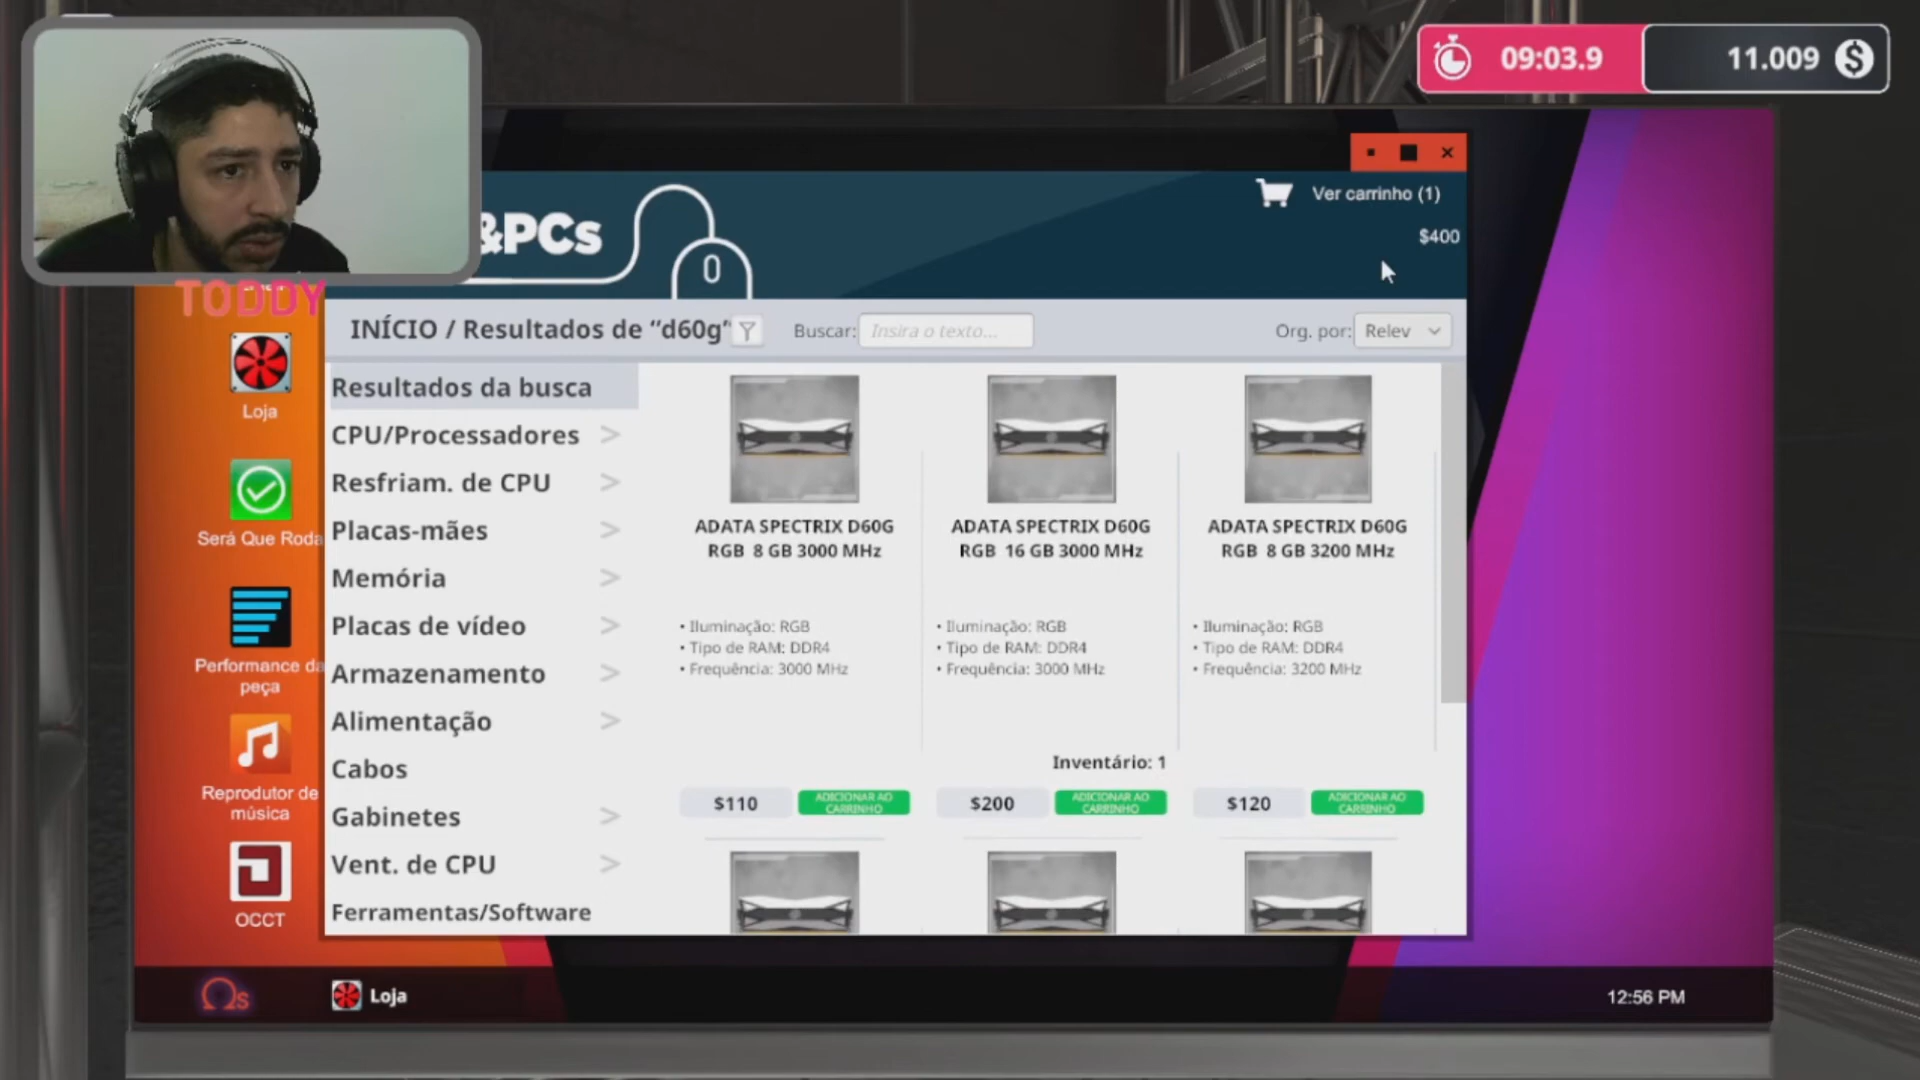 09:03.9
11.009
&PCs
Ver carrinho (1)
$400
TODDY
INÍCIO / Resultados de “d60g”
Buscar:
Insira o texto...
Org. por:
Relev
Loja
Será Que Roda
Performance da
peça
Reprodutor de
música
OCCT
Resultados da busca
CPU/Processadores
Resfriam. de CPU
Placas-mães
Memória
Placas de vídeo
Armazenamento
Alimentação
Cabos
Gabinetes
Vent. de CPU
Ferramentas/Software
ADATA SPECTRIX D60G
RGB 8 GB 3000 MHz
• Iluminação: RGB
• Tipo de RAM: DDR4
• Frequência: 3000 MHz
$110
ADICIONAR AO
CARRINHO
ADATA SPECTRIX D60G
RGB 16 GB 3000 MHz
• Iluminação: RGB
• Tipo de RAM: DDR4
• Frequência: 3000 MHz
Inventário: 1
$200
ADICIONAR AO
CARRINHO
ADATA SPECTRIX D60G
RGB 8 GB 3200 MHz
• Iluminação: RGB
• Tipo de RAM: DDR4
• Frequência: 3200 MHz
$120
ADICIONAR AO
CARRINHO
Ωs
Loja
12:56 PM